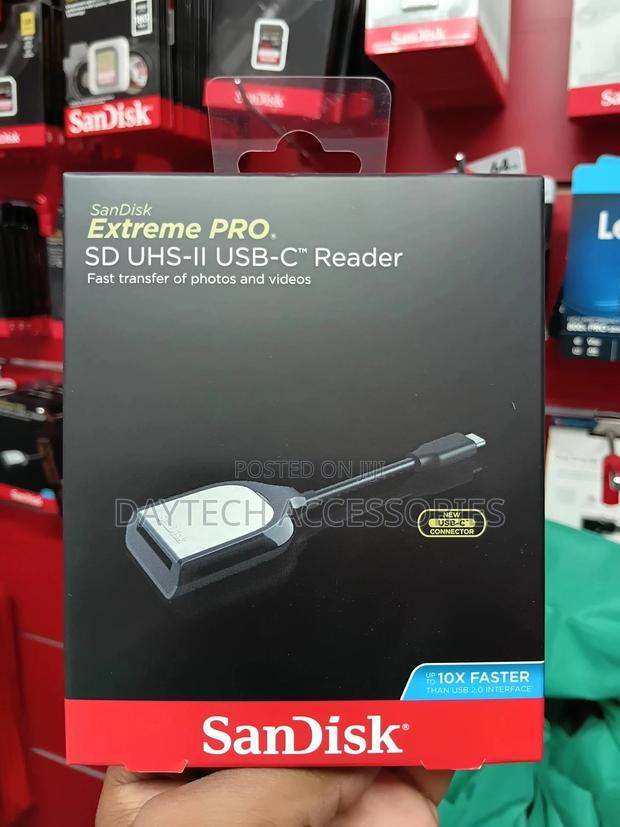 SanDisk
SanDisk
SanDisk
SanDisk
Extreme PRO®
SD UHS-II USB-C™ Reader
Fast transfer of photos and videos
POSTED ON
DAYTECH ACCESSORIES
NEW
USB-C™
CONNECTOR
UP TO 10X FASTER
THAN USB 2.0 INTERFACE
SanDisk®